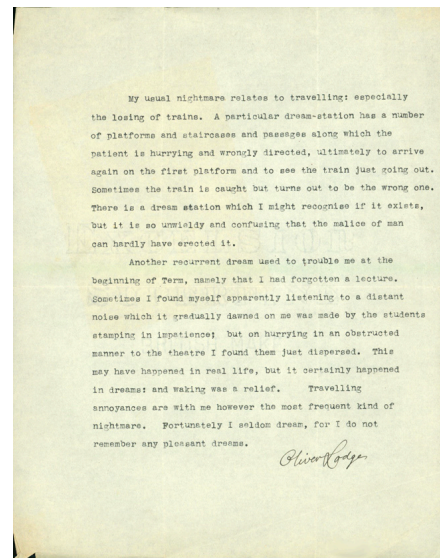 My usual nightmare relates to travelling: especially
the losing of trains. A particular dream-station has a number
of platforms and staircases and passages along which the
patient is hurrying and wrongly directed, ultimately to arrive
again on the first platform and to see the train just going out.
Sometimes the train is caught but turns out to be the wrong one.
There is a dream station which I might recognise if it exists,
but it is so unwieldy and confusing that the malice of man
can hardly have erected it.
Another recurrent dream used to trouble me at the
beginning of Term, namely that I had forgotten a lecture.
Sometimes I found myself apparently listening to a distant
noise which it gradually dawned on me was made by the students
stamping in impatience; but on hurrying in an obstructed
manner to the theatre I found them just dispersed. This
may have happened in real life, but it certainly happened
in dreams: and waking was a relief. Travelling
annoyances are with me however the most frequent kind of
nightmare. Fortunately I seldom dream, for I do not
remember any pleasant dreams.
Oliver Lodge